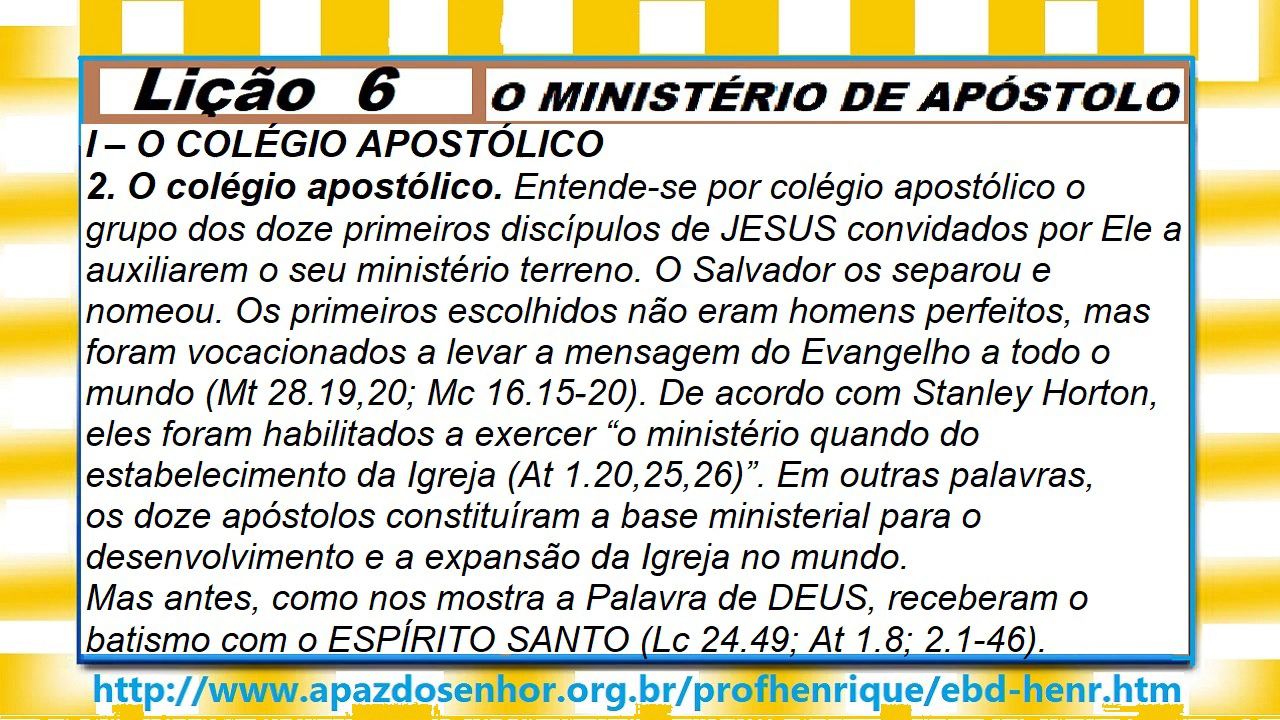 Lição 6
O MINISTÉRIO DE APÓSTOLO
I – O COLÉGIO APOSTÓLICO
2. O colégio apostólico. Entende-se por colégio apostólico o
grupo dos doze primeiros discípulos de JESUS convidados por Ele a
auxiliarem o seu ministério terreno. O Salvador os separou e
nomeou. Os primeiros escolhidos não eram homens perfeitos, mas
foram vocacionados a levar a mensagem do Evangelho a todo o
mundo (Mt 28.19,20; Mc 16.15-20). De acordo com Stanley Horton,
eles foram habilitados a exercer “o ministério quando do
estabelecimento da Igreja (At 1.20,25,26)”. Em outras palavras,
os doze apóstolos constituíram a base ministerial para o
desenvolvimento e a expansão da Igreja no mundo.
Mas antes, como nos mostra a Palavra de DEUS, receberam o
batismo com o ESPÍRITO SANTO (Lc 24.49; At 1.8; 2.1-46).
http://www.apazdosenhor.org.br/profhenrique/ebd-henr.htm